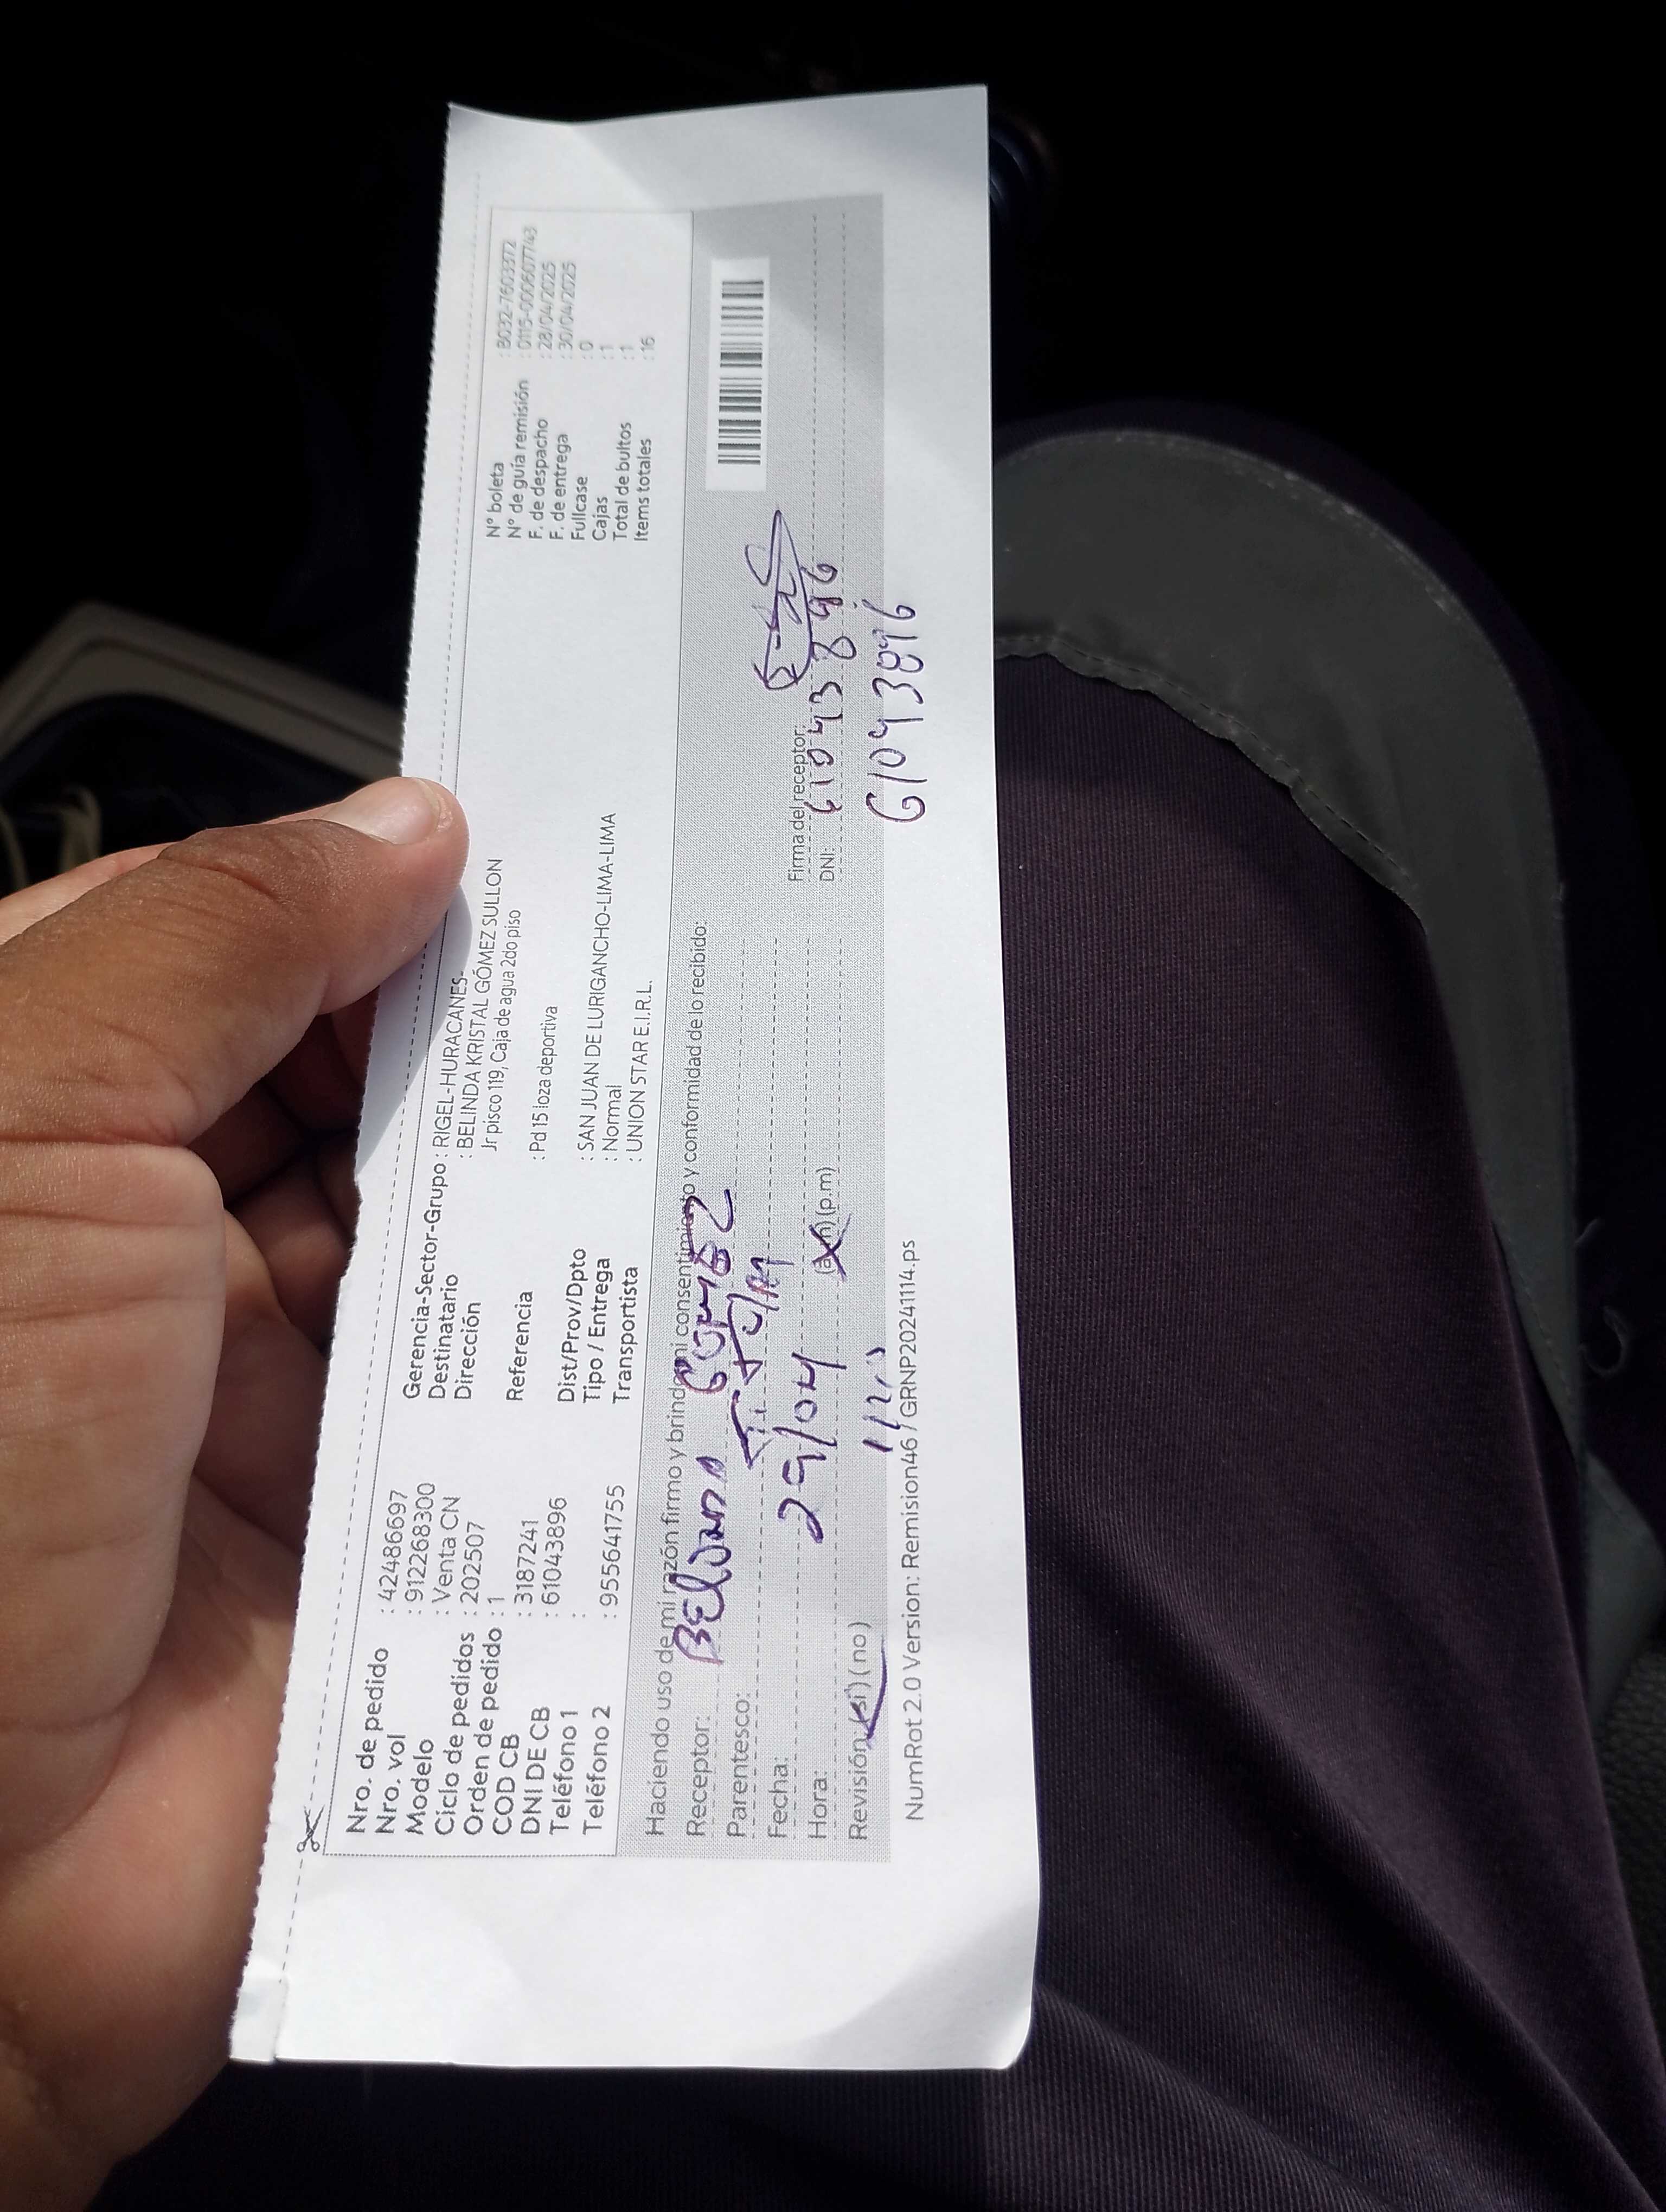 Nro. de pedido : 42486697
Nro. vol : 912268300
Modelo : Venta CN
Ciclo de pedidos : 202507
Orden de pedido : 1
COD CB : 3187241
DNI DE CB : 61043896
Teléfono 1 :
Teléfono 2 : 955641755
Gerencia-Sector-Grupo : RIGEL-HURACANES-
Destinatario : BELINDA KRISTAL GÓMEZ SULLON
Dirección Jr pisco 119, Caja de agua 2do piso
Referencia : Pd 15 loza deportiva
Dist/Prov/Dpto : SAN JUAN DE LURIGANCHO-LIMA-LIMA
Tipo / Entrega : Normal
Transportista : UNION STAR E.I.R.L.
N° boleta : B032-7603372
N° de guía remisión : 0115-000607743
F. de despacho : 28/04/2025
F. de entrega : 30/04/2025
Fullcase : 0
Cajas : 1
Total de bultos : 1
Items totales : 16
Haciendo uso de mi razón firmo y brindo mi consentimiento y conformidad de lo recibido:
Receptor: BElinDA GOMEZ
Parentesco:
Fecha: 29/04
Hora: (a.m) (p.m)
Revisión: (si) (no)
Firma del receptor:
DNI: 61043896
61043896
NumRot 2.0 Version: Remision46 / GRNP20241114.ps